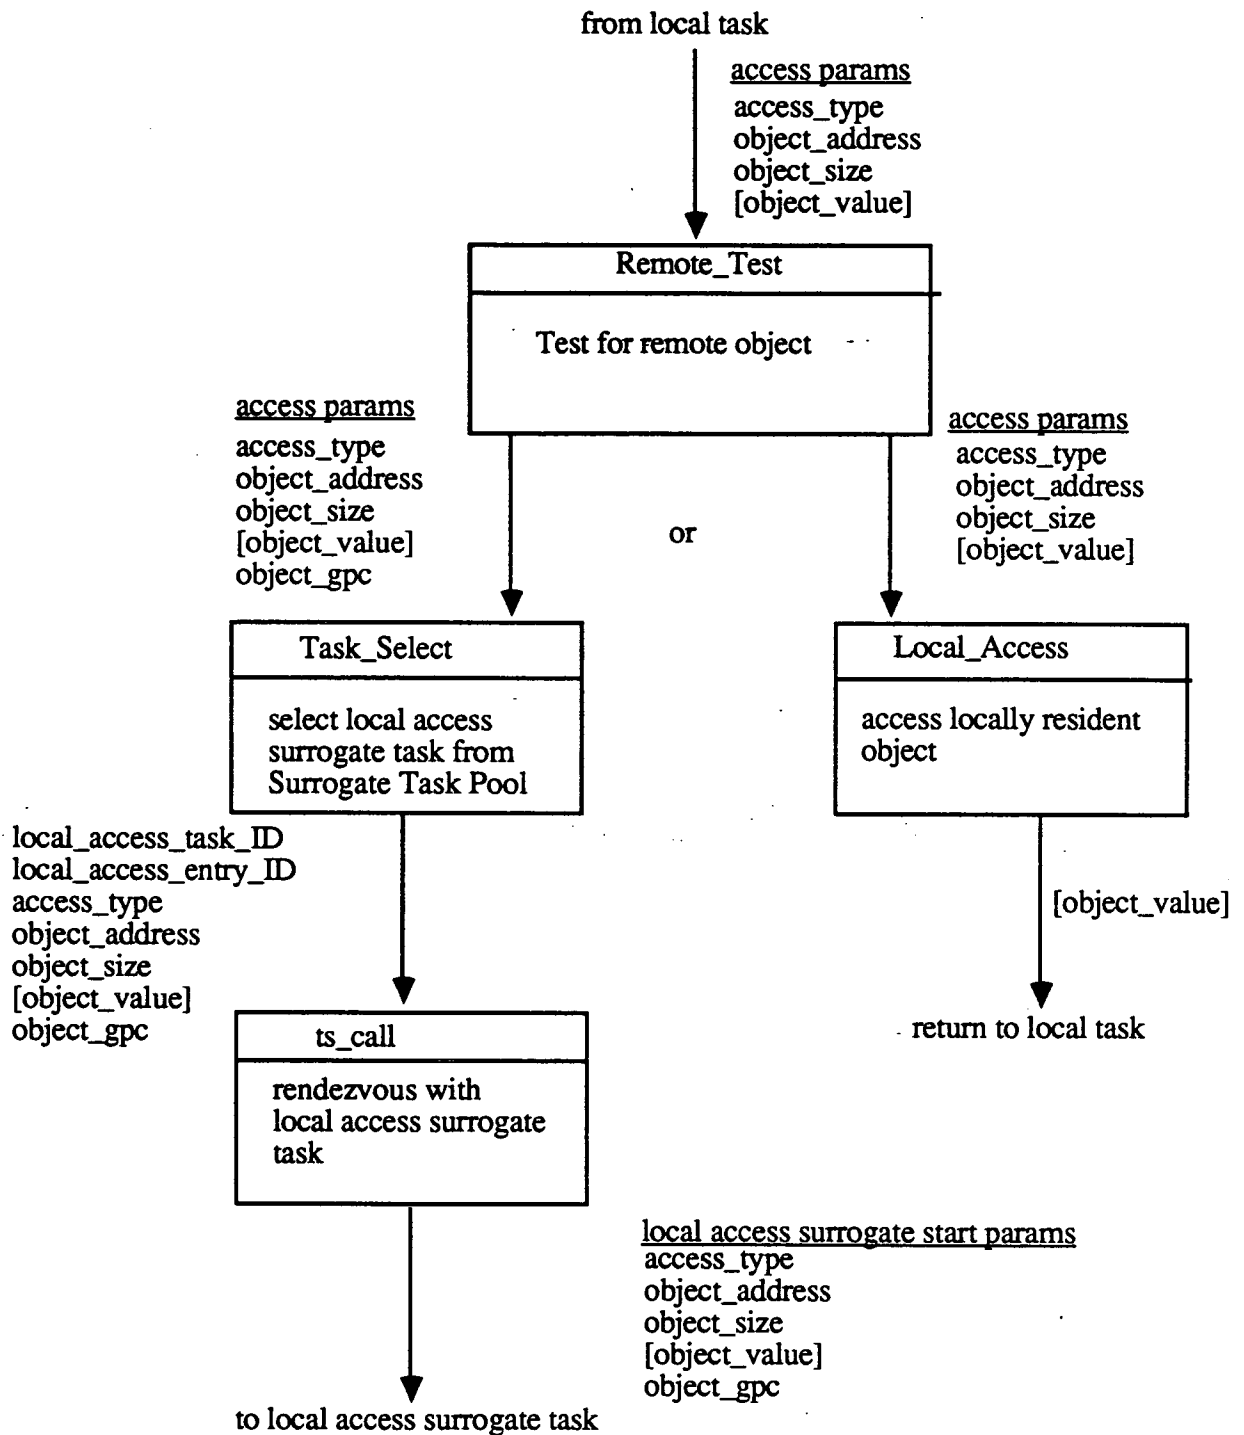 from local task
access params
access_type
object_address
object_size
[object_value]
Remote_Test
Test for remote object
access params
access_type
object_address
object_size
[object_value]
object_gpc
or
access params
access_type
object_address
object_size
[object_value]
Task_Select
select local access
surrogate task from
Surrogate Task Pool
Local_Access
access locally resident
object
local_access_task_ID
local_access_entry_ID
access_type
object_address
object_size
[object_value]
object_gpc
[object_value]
return to local task
ts_call
rendezvous with
local access surrogate
task
local access surrogate start params
access_type
object_address
object_size
[object_value]
object_gpc
to local access surrogate task